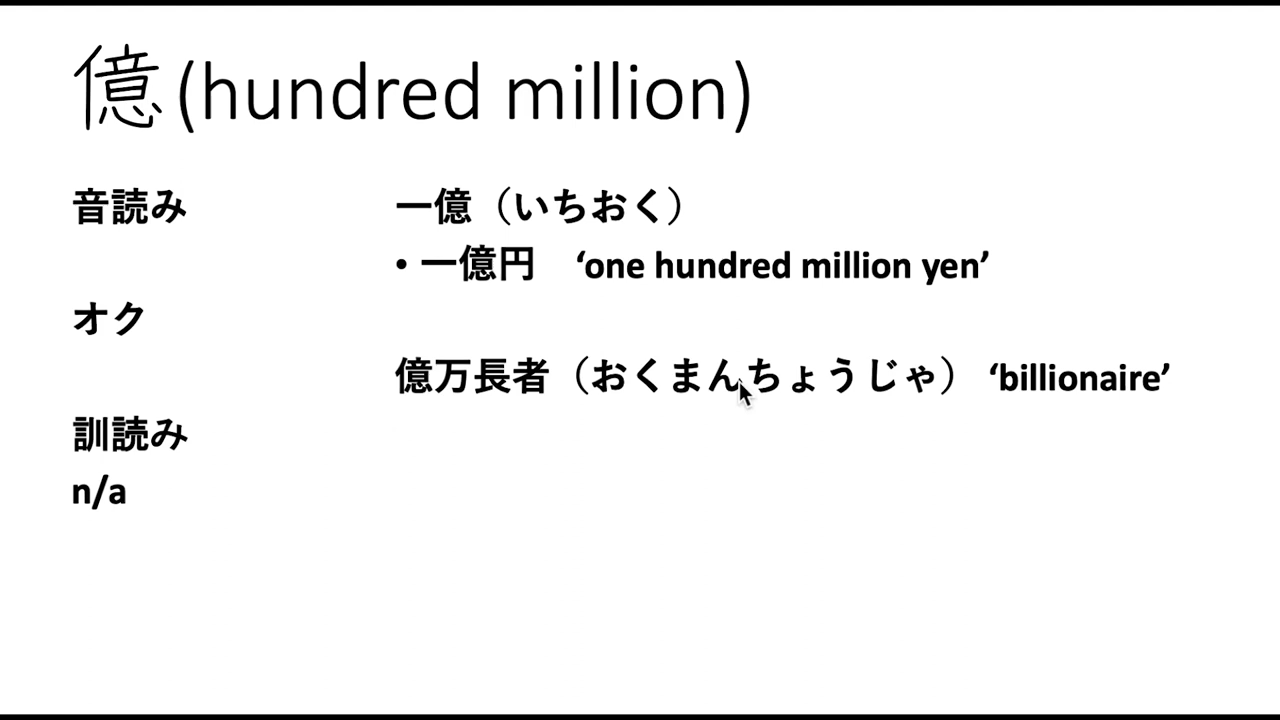 億(hundred million)
音読み
オク
訓読み
n/a
一億（いちおく）
• 一億円　‘one hundred million yen’
億万長者（おくまんちょうじゃ） ‘billionaire’